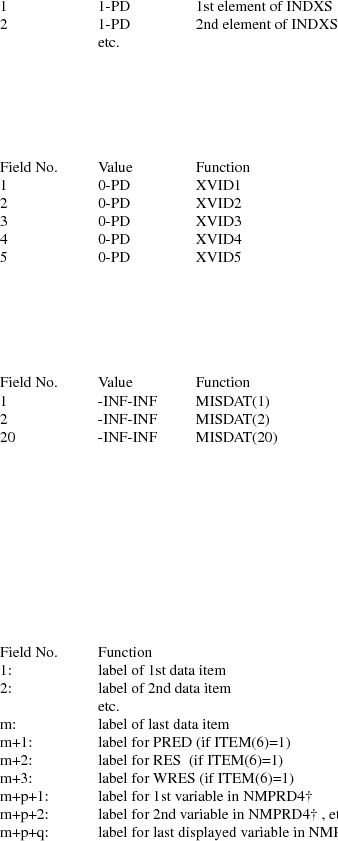 1 1-PD 1st element of INDXS
2 1-PD 2nd element of INDXS
etc.
Field No. Value Function
1 0-PD XVID1
2 0-PD XVID2
3 0-PD XVID3
4 0-PD XVID4
5 0-PD XVID5
Field No. Value Function
1 -INF-INF MISDAT(1)
2 -INF-INF MISDAT(2)
20 -INF-INF MISDAT(20)
Field No. Function
1: label of 1st data item
2: label of 2nd data item
etc.
m: label of last data item
m+1: label for PRED (if ITEM(6)=1)
m+2: label for RES (if ITEM(6)=1)
m+3: label for WRES (if ITEM(6)=1)
m+p+1: label for 1st variable in NMPRD4†
m+p+2: label for 2nd variable in NMPRD4† , et
m+p+q: label for last displayed variable in NM